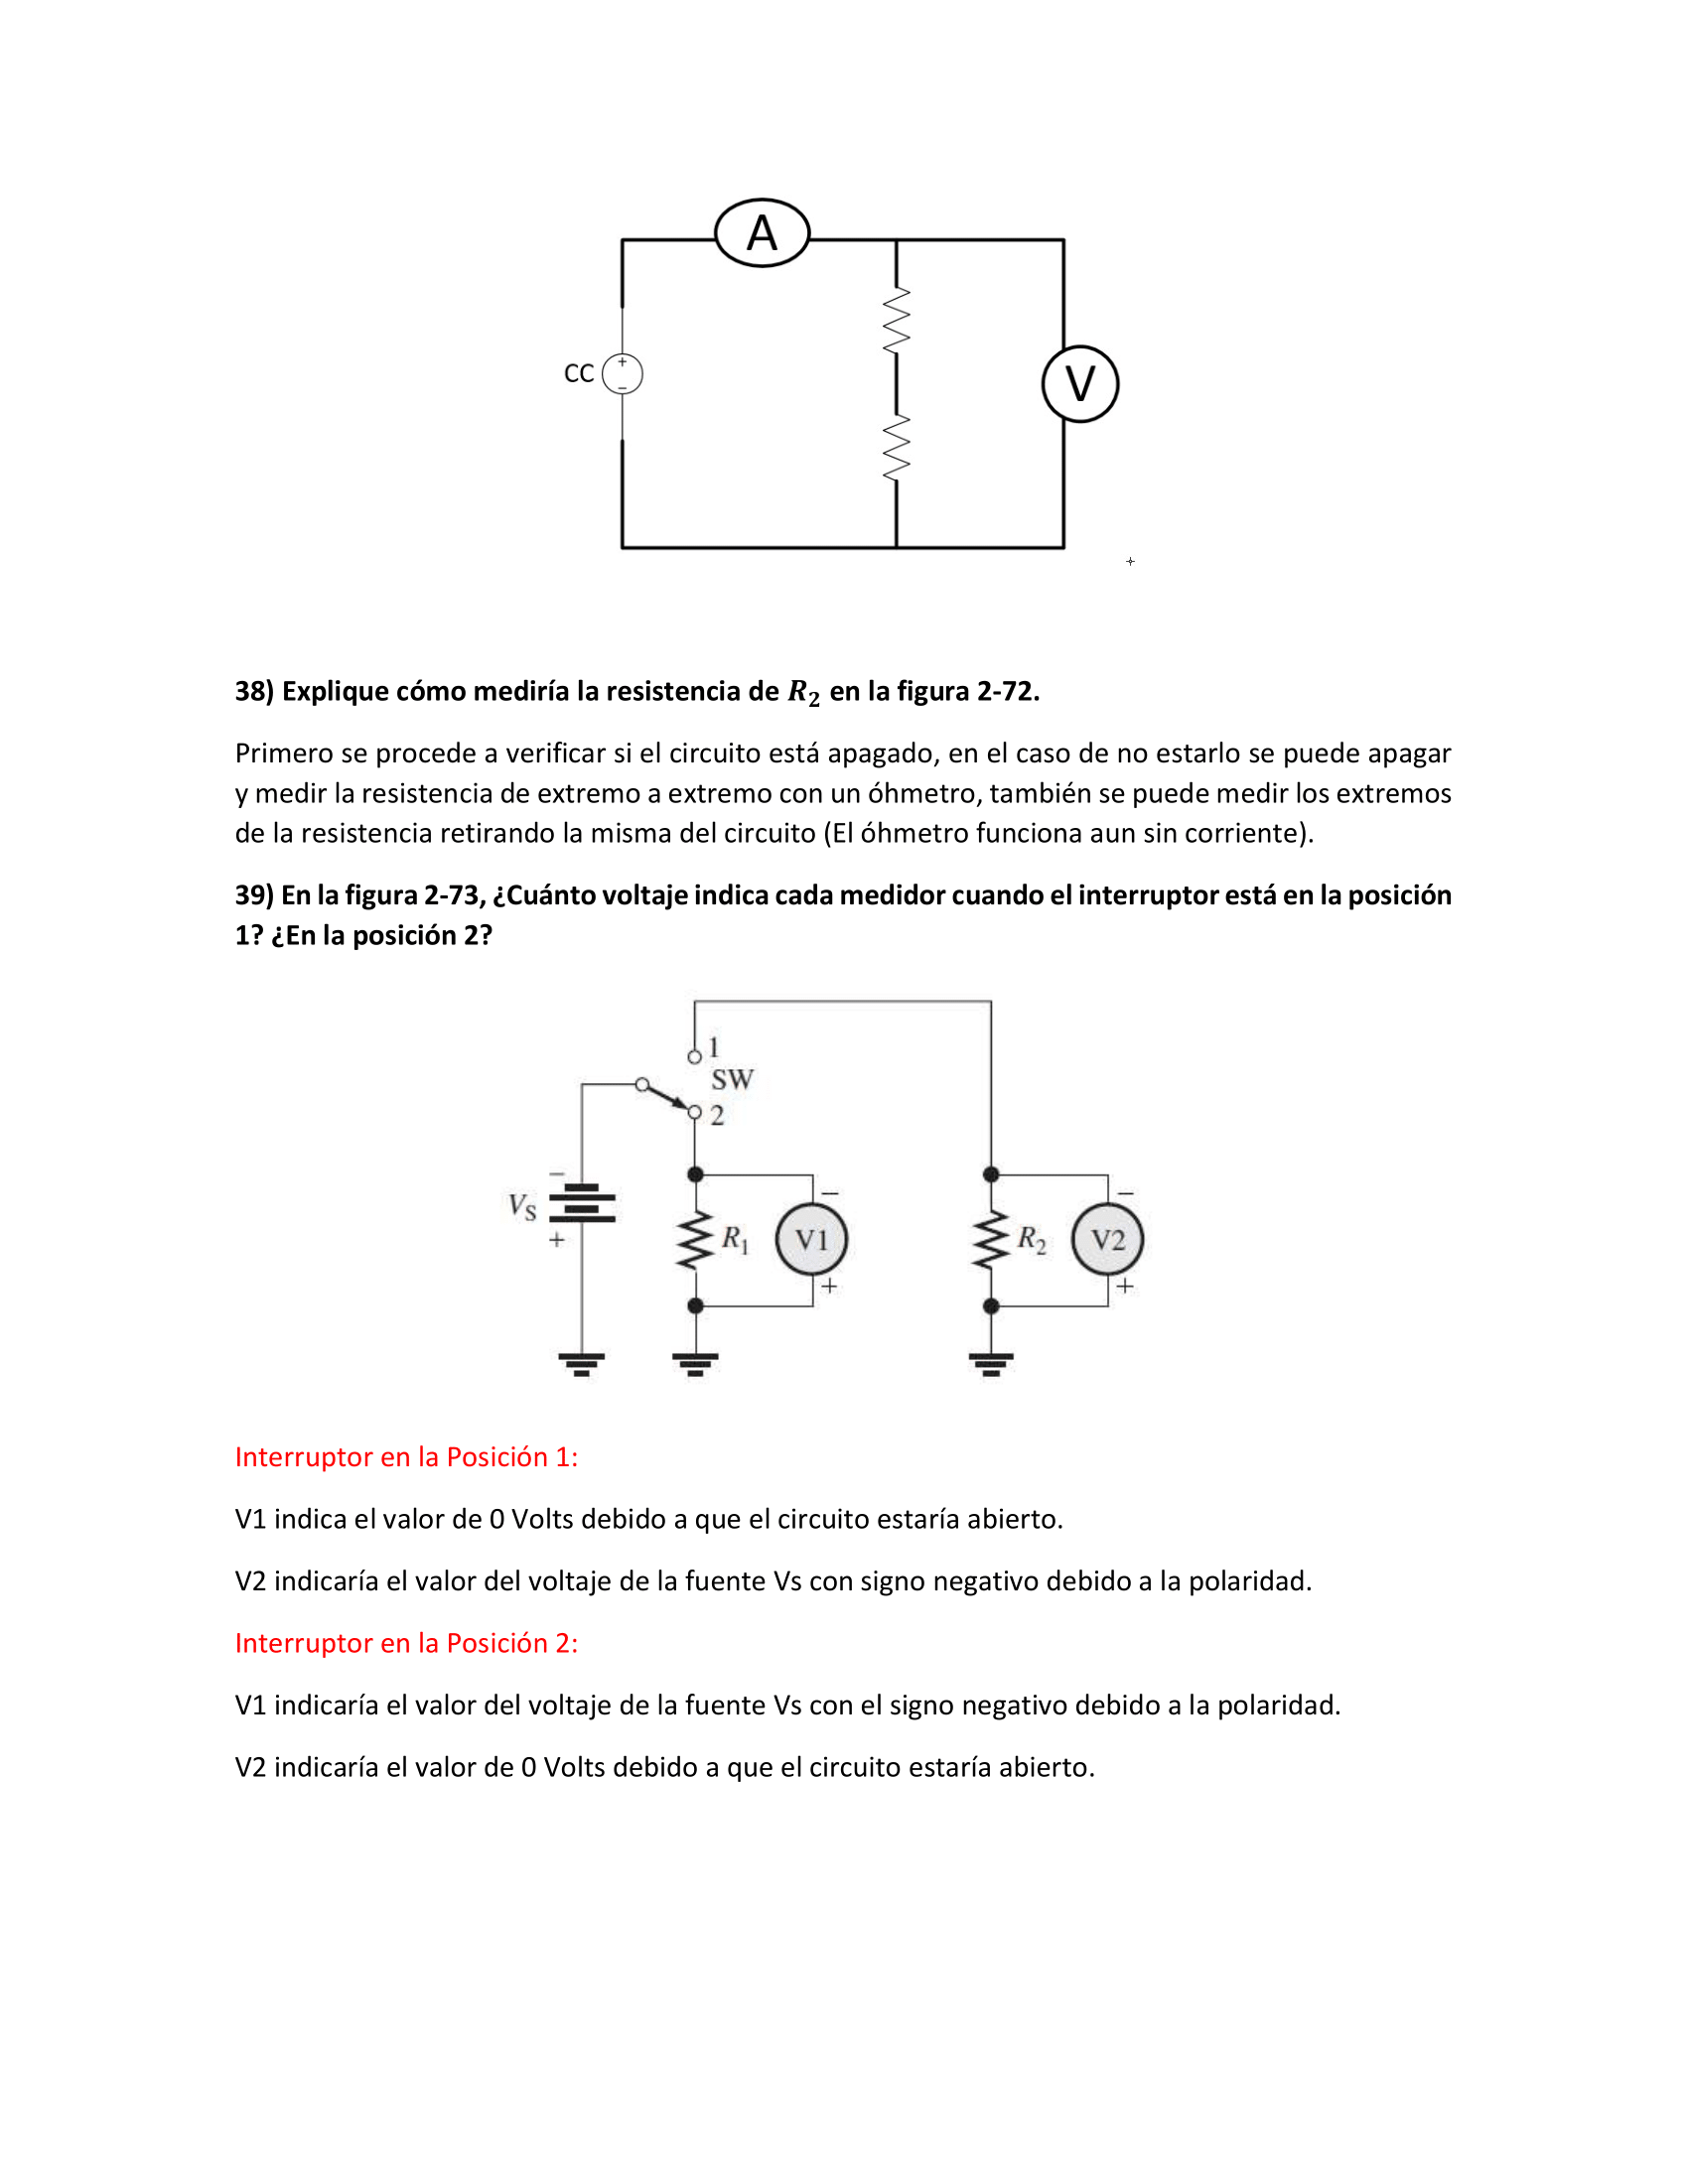 A
CC
+
−
V
38) Explique cómo mediría la resistencia de R₂ en la figura 2-72.
Primero se procede a verificar si el circuito está apagado, en el caso de no estarlo se puede apagar
y medir la resistencia de extremo a extremo con un óhmetro, también se puede medir los extremos
de la resistencia retirando la misma del circuito (El óhmetro funciona aun sin corriente).
39) En la figura 2-73, ¿Cuánto voltaje indica cada medidor cuando el interruptor está en la posición
1? ¿En la posición 2?
1
SW
2
−
VS
+
R1
−
V1
+
R2
−
V2
+
Interruptor en la Posición 1:
V1 indica el valor de 0 Volts debido a que el circuito estaría abierto.
V2 indicaría el valor del voltaje de la fuente Vs con signo negativo debido a la polaridad.
Interruptor en la Posición 2:
V1 indicaría el valor del voltaje de la fuente Vs con el signo negativo debido a la polaridad.
V2 indicaría el valor de 0 Volts debido a que el circuito estaría abierto.